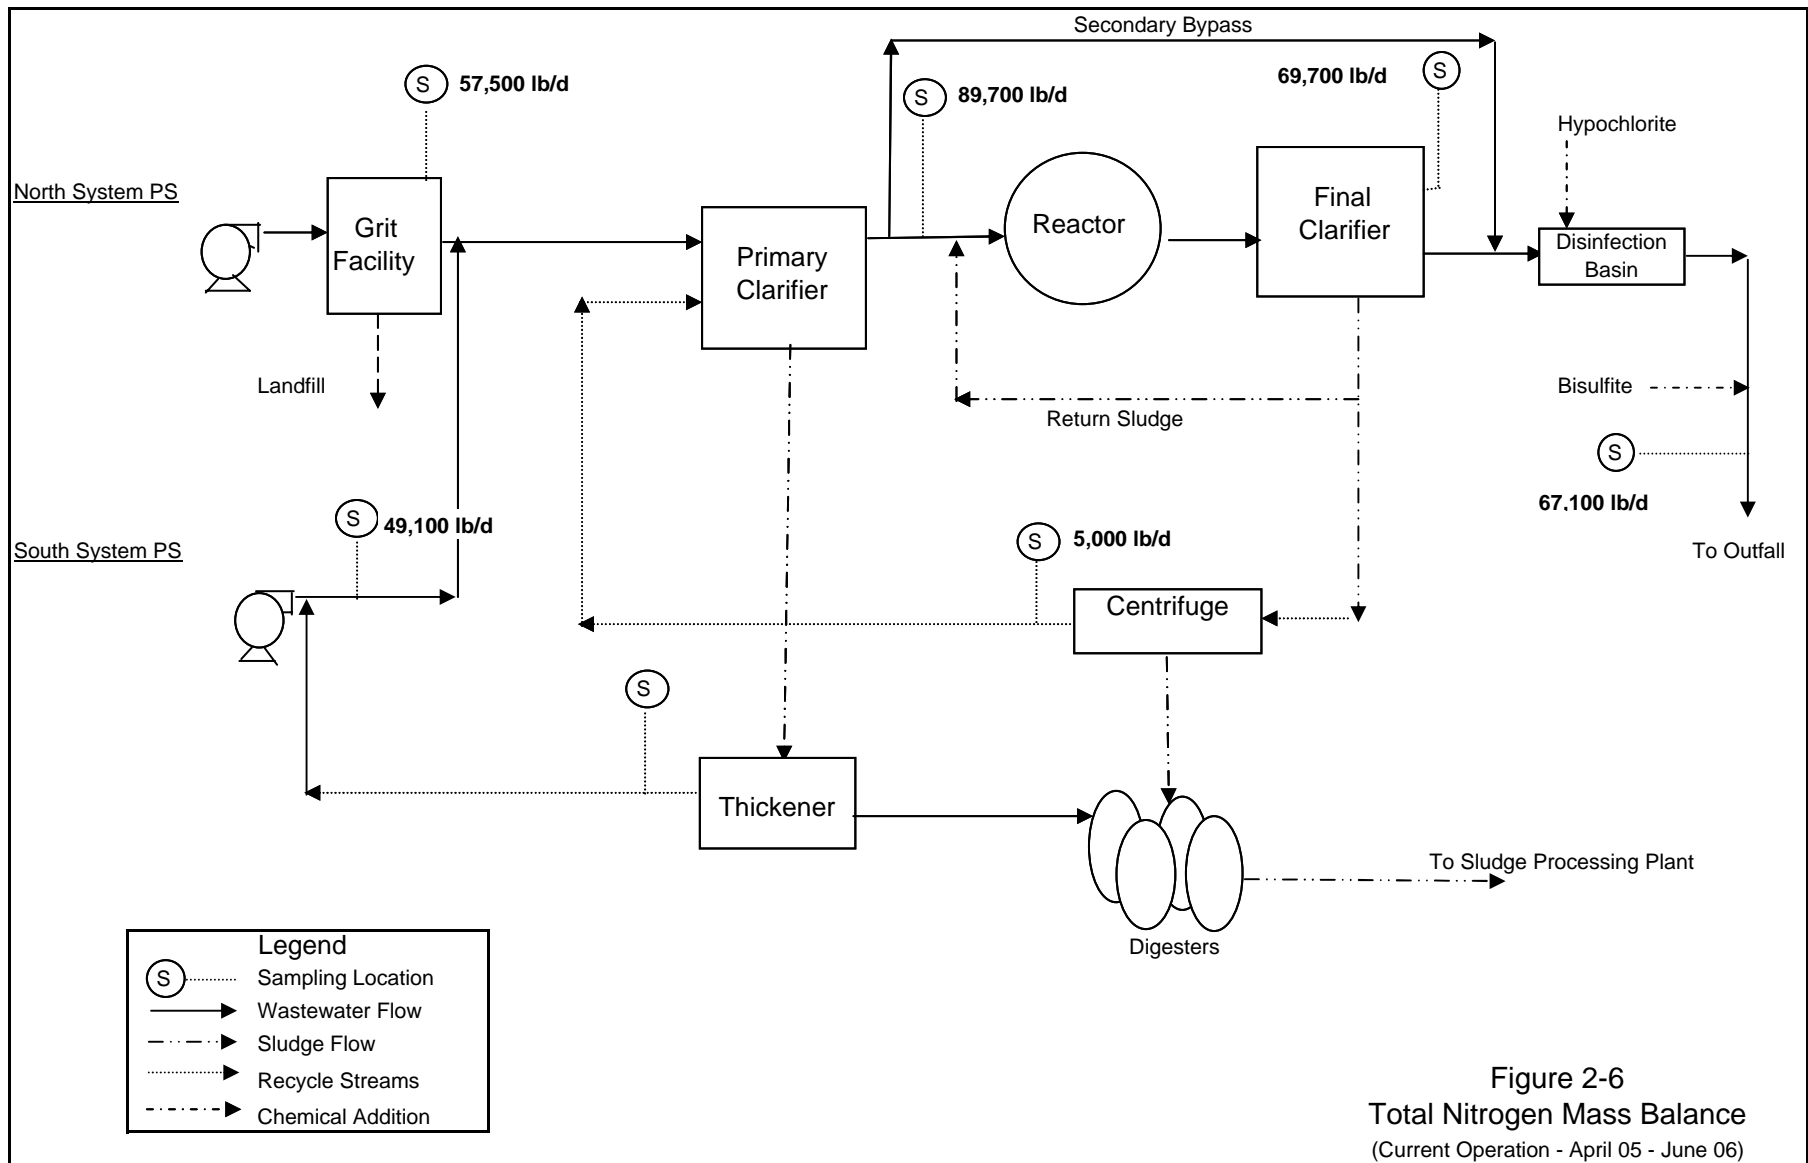 Secondary Bypass
S 57,500 lb/d
S 89,700 lb/d
69,700 lb/d S
Hypochlorite
North System PS
Grit
Facility
Primary
Clarifier
Reactor
Final
Clarifier
Disinfection
Basin
Landfill
Return Sludge
Bisulfite
S
67,100 lb/d
To Outfall
South System PS
S 49,100 lb/d
S 5,000 lb/d
Centrifuge
S
Thickener
Digesters
To Sludge Processing Plant
Legend
S Sampling Location
Wastewater Flow
Sludge Flow
Recycle Streams
Chemical Addition
Figure 2-6
Total Nitrogen Mass Balance
(Current Operation - April 05 - June 06)